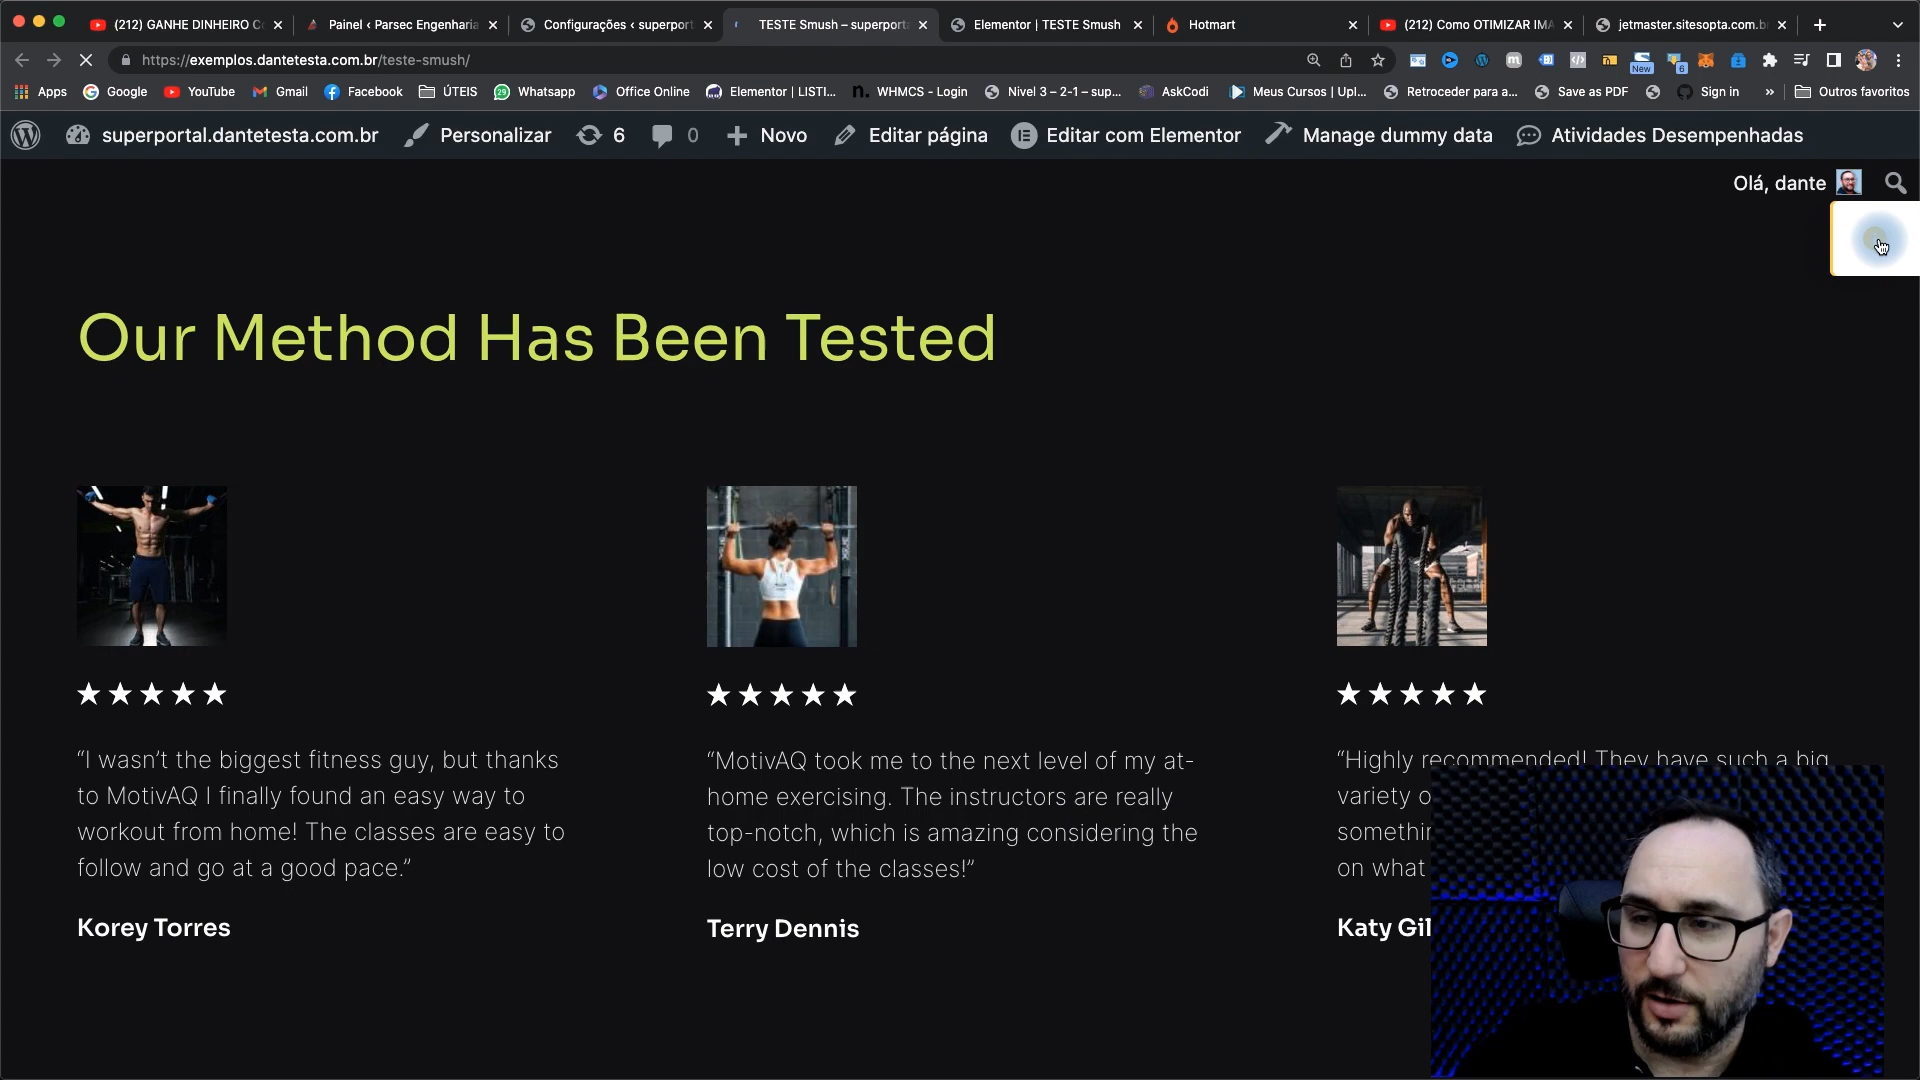 (212) GANHE DINHEIRO C
Painel ‹ Parsec Engenharia
Configurações ‹ superport
TESTE Smush – superporta
Elementor | TESTE Smush
Hotmart
(212) Como OTIMIZAR IMA
jetmaster.sitesopta.com.br
https://exemplos.dantetesta.com.br/teste-smush/
New
6
Apps
Google
YouTube
Gmail
Facebook
ÚTEIS
Whatsapp
Office Online
Elementor | LISTI...
WHMCS - Login
Nivel 3 – 2-1 – sup...
AskCodi
Meus Cursos | Upl...
Retroceder para a...
Save as PDF
Sign in
»
Outros favoritos
superportal.dantetesta.com.br
Personalizar
6
0
Novo
Editar página
Editar com Elementor
Manage dummy data
Atividades Desempenhadas
Olá, dante
Our Method Has Been Tested
“I wasn’t the biggest fitness guy, but thanks
to MotivAQ I finally found an easy way to
workout from home! The classes are easy to
follow and go at a good pace.”
Korey Torres
“MotivAQ took me to the next level of my at-
home exercising. The instructors are really
top-notch, which is amazing considering the
low cost of the classes!”
Terry Dennis
“Highly recommended! They have such a big
variety o
somethin
on what
Katy Gil